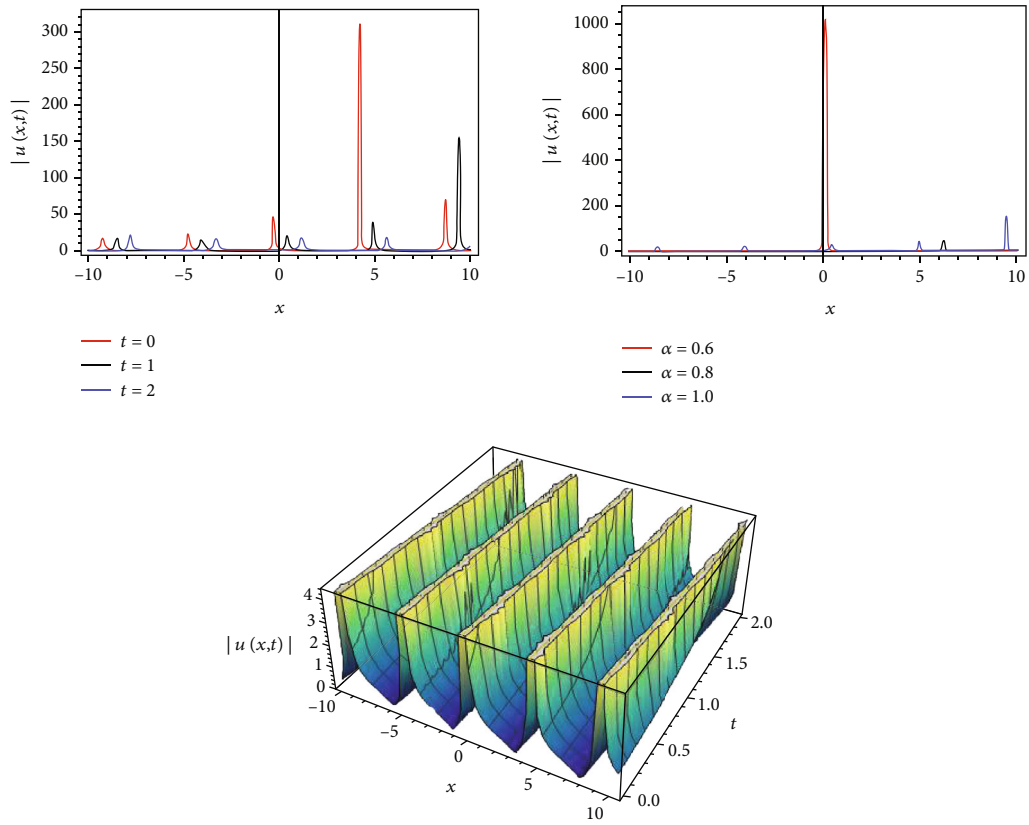 300
250
200
150
100
50
0
| u (x,t) |
–10
–5
0
5
10
x
t = 0
t = 1
t = 2
1000
800
600
400
200
0
| u (x,t) |
–10
–5
0
5
10
x
α = 0.6
α = 0.8
α = 1.0
4
3
2
1
0
| u (x,t) |
–10
–5
0
5
10
x
0.0
0.5
1.0
1.5
2.0
t